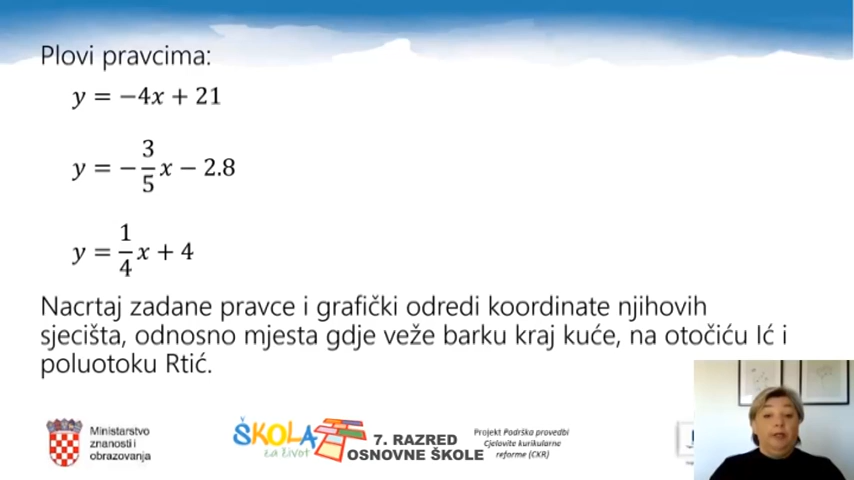 Plovi pravcima:
y = −4x + 21
y = −3/5 x − 2.8
y = 1/4 x + 4
Nacrtaj zadane pravce i grafički odredi koordinate njihovih
sjecišta, odnosno mjesta gdje veže barku kraj kuće, na otočiću Ić i
poluotoku Rtić.
Ministarstvo
znanosti i
obrazovanja
ŠKOLA
za život
7. RAZRED
OSNOVNE ŠKOLE
Projekt Podrška provedbi
Cjelovite kurikularne
reforme (CKR)